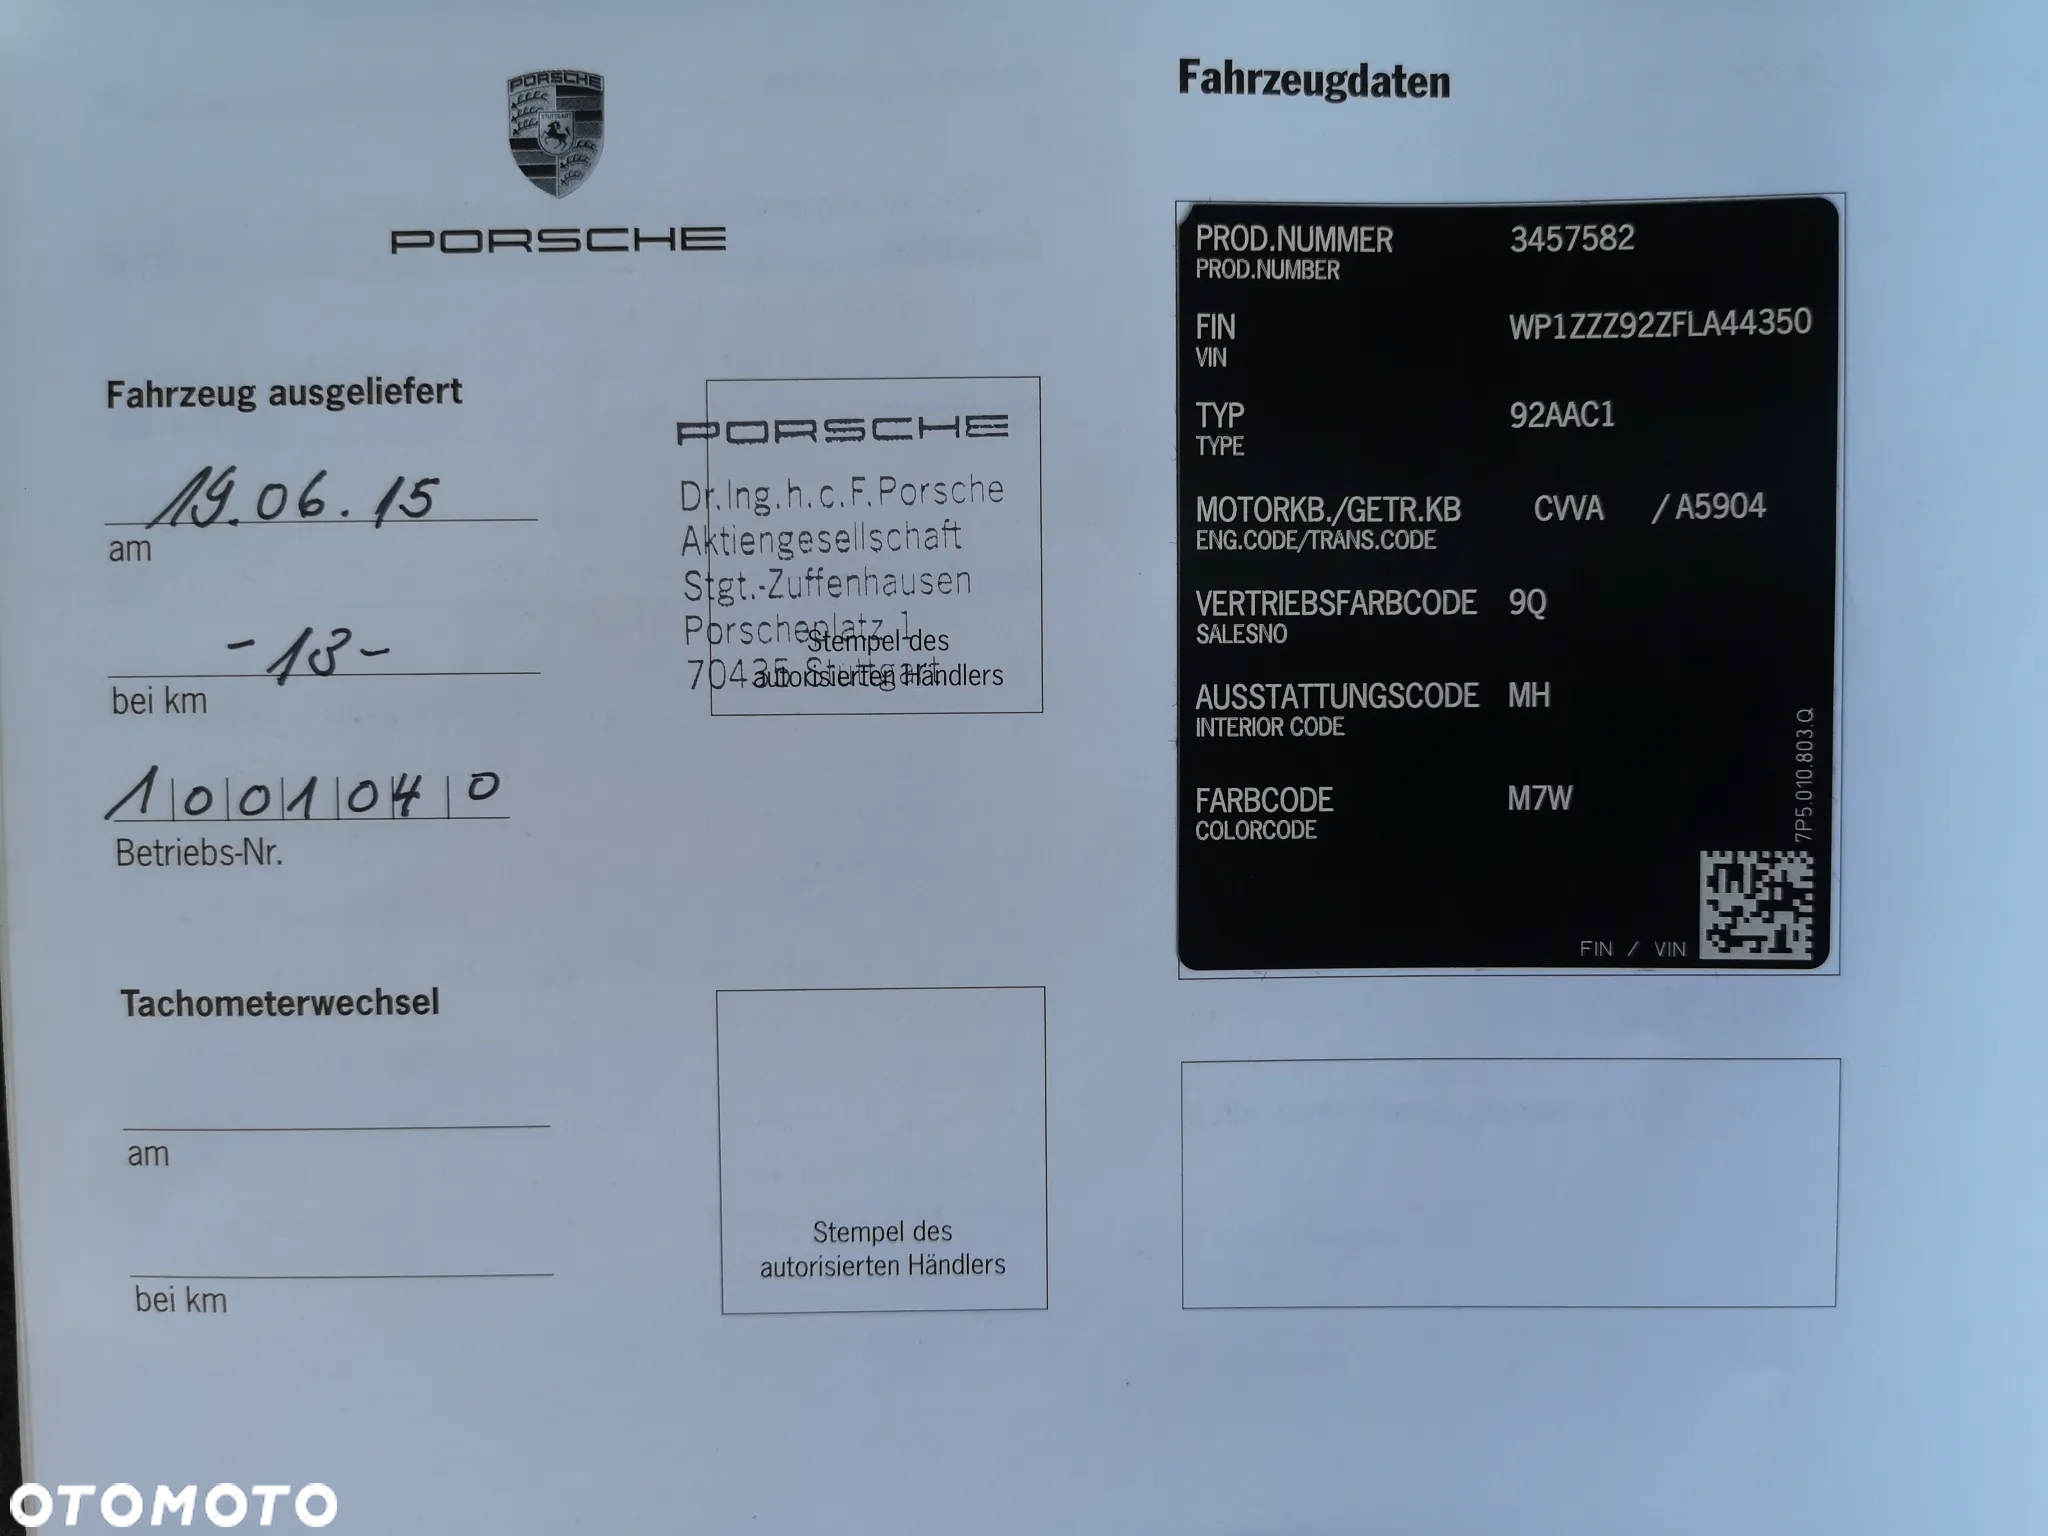 PORSCHE
STUTTGART
PORSCHE
Fahrzeug ausgeliefert
19.06.15
am
-13-
bei km
1001040
Betriebs-Nr.
PORSCHE
Dr.Ing.h.c.F.Porsche
Aktiengesellschaft
Stgt.-Zuffenhausen
Porscheplatz 1
70435 Stuttgart
Stempel des
autorisierten Händlers
Tachometerwechsel
am
bei km
Stempel des
autorisierten Händlers
Fahrzeugdaten
PROD.NUMMER 3457582
PROD.NUMBER
FIN WP1ZZZ92ZFLA44350
VIN
TYP 92AAC1
TYPE
MOTORKB./GETR.KB CVVA /A5904
ENG.CODE/TRANS.CODE
VERTRIEBSFARBCODE 9Q
SALESNO
AUSSTATTUNGSCODE MH
INTERIOR CODE
FARBCODE M7W
COLORCODE
7P5.010.803.Q
FIN / VIN
OTOMOTO